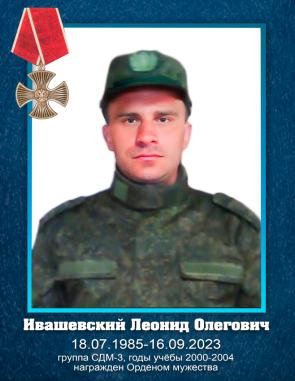 Ивашевский Леонид Олегович
18.07.1985-16.09.2023
группа СДМ-3, годы учёбы 2000-2004
награжден Орденом мужества